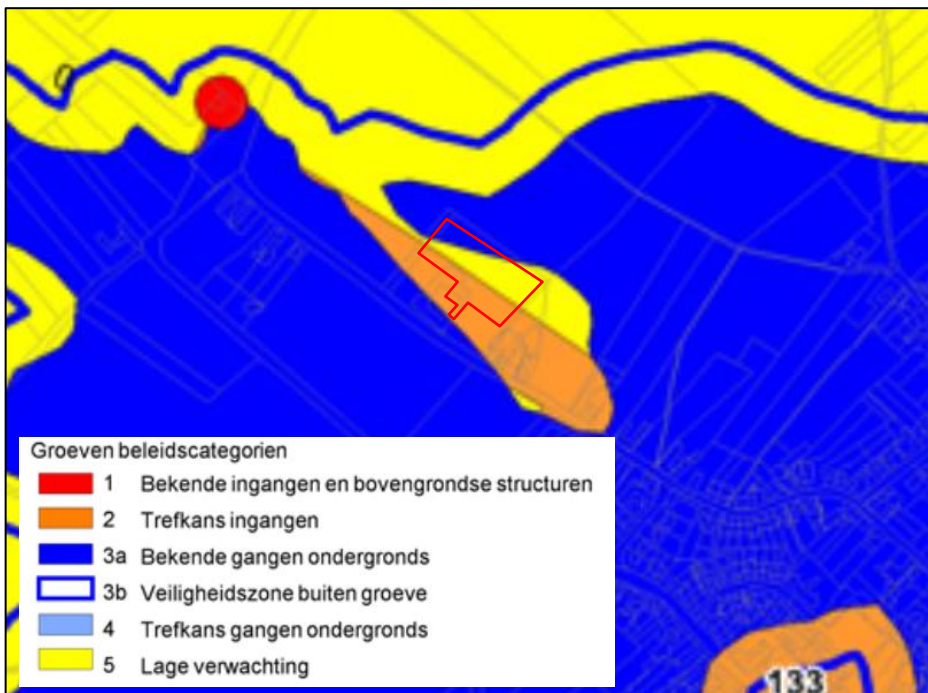 Groeven beleidscategorien
1 Bekende ingangen en bovengrondse structuren
2 Trefkans ingangen
3a Bekende gangen ondergronds
3b Veiligheidszone buiten groeve
4 Trefkans gangen ondergronds
5 Lage verwachting
133